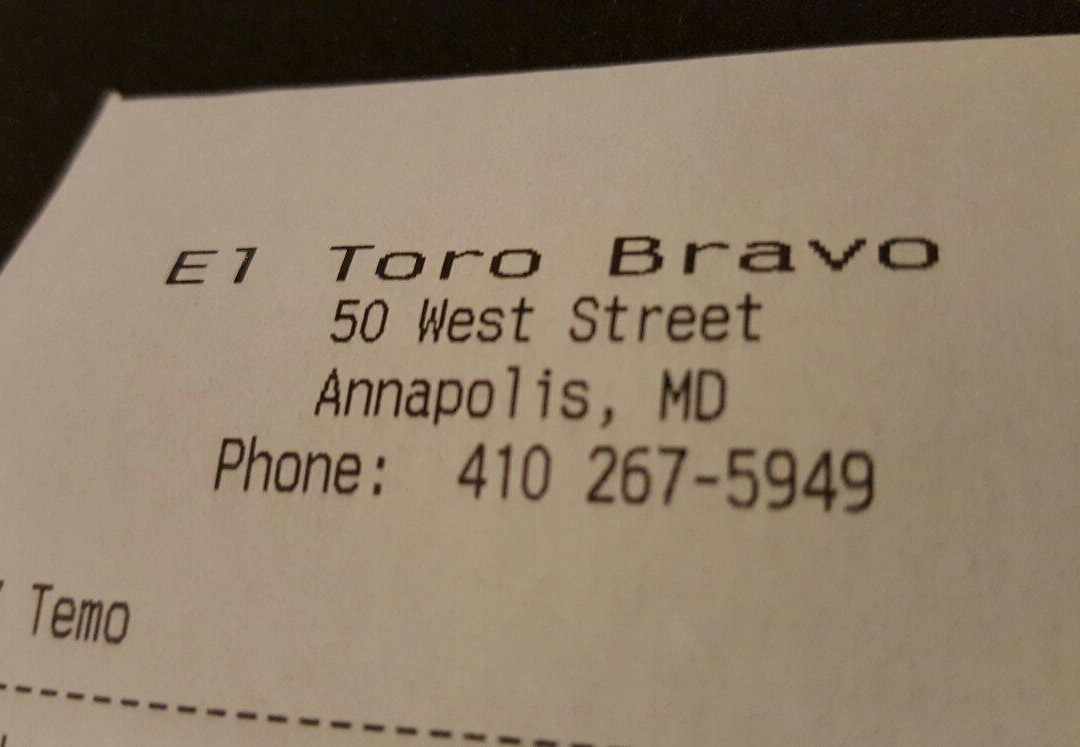 El Toro Bravo
50 West Street
Annapolis, MD
Phone: 410 267-5949
Temo